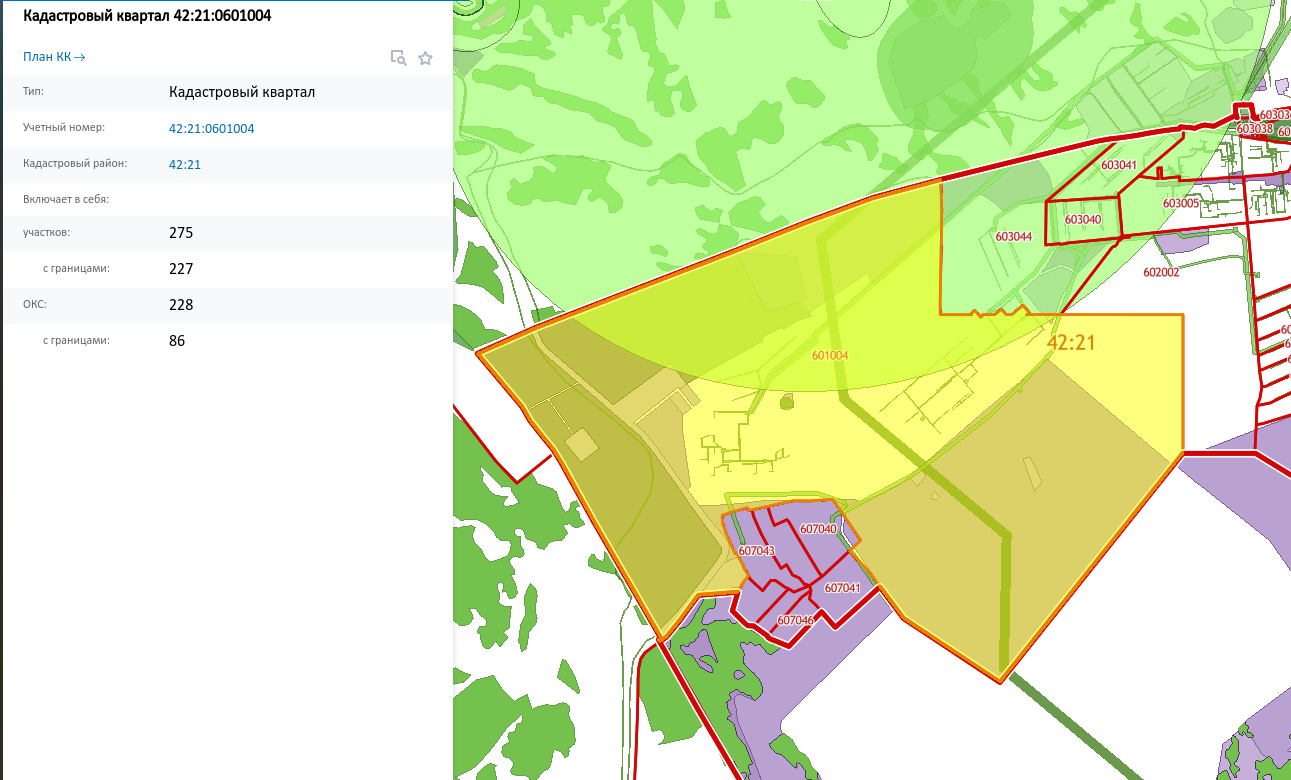 Кадастровый квартал 42:21:0601004
План КК→
Тип: Кадастровый квартал
Учетный номер: 42:21:0601004
Кадастровый район: 42:21
Включает в себя:
участков: 275
с границами: 227
ОКС: 228
с границами: 86
603038
603041
603005
603040
603044
602002
42:21
601004
607040
607043
607041
607046